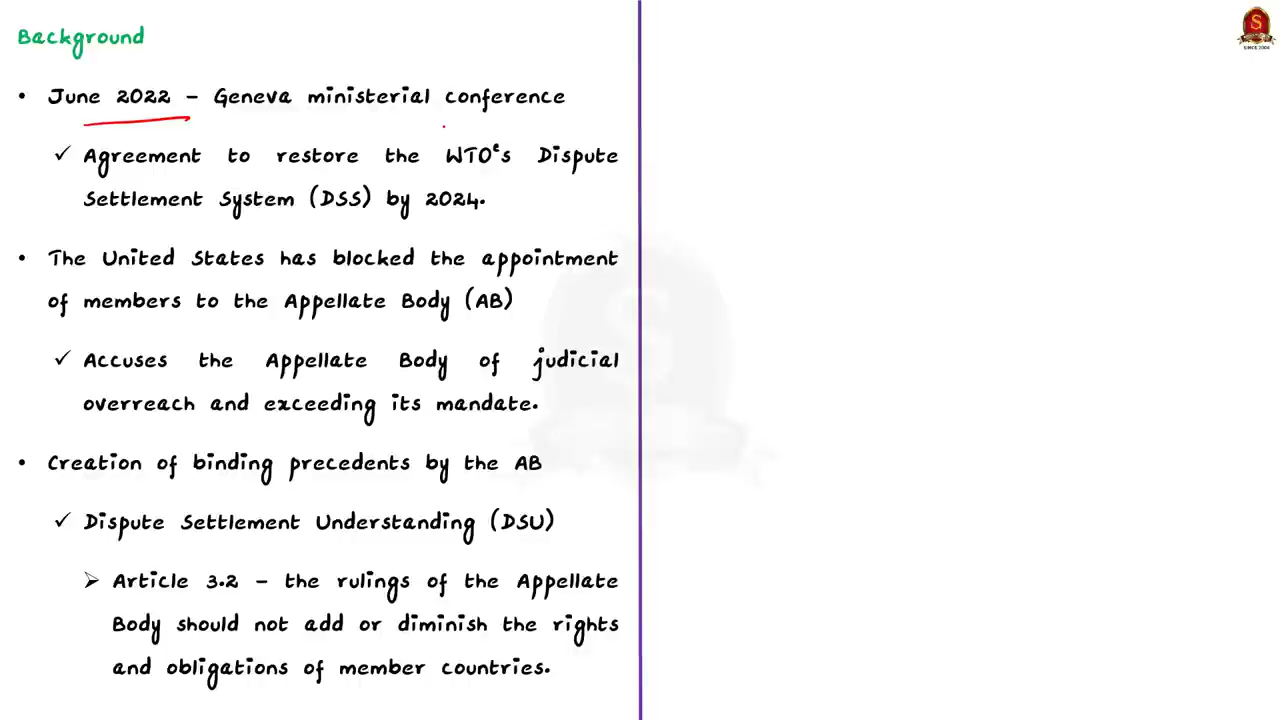 Background
• June 2022 - Geneva ministerial conference
✓ Agreement to restore the WTO's Dispute
Settlement System (DSS) by 2024.
• The United States has blocked the appointment
of members to the Appellate Body (AB)
✓ Accuses the Appellate Body of judicial
overreach and exceeding its mandate.
• Creation of binding precedents by the AB
✓ Dispute Settlement Understanding (DSU)
➢ Article 3.2 - the rulings of the Appellate
Body should not add or diminish the rights
and obligations of member countries.
S
SINCE 2004